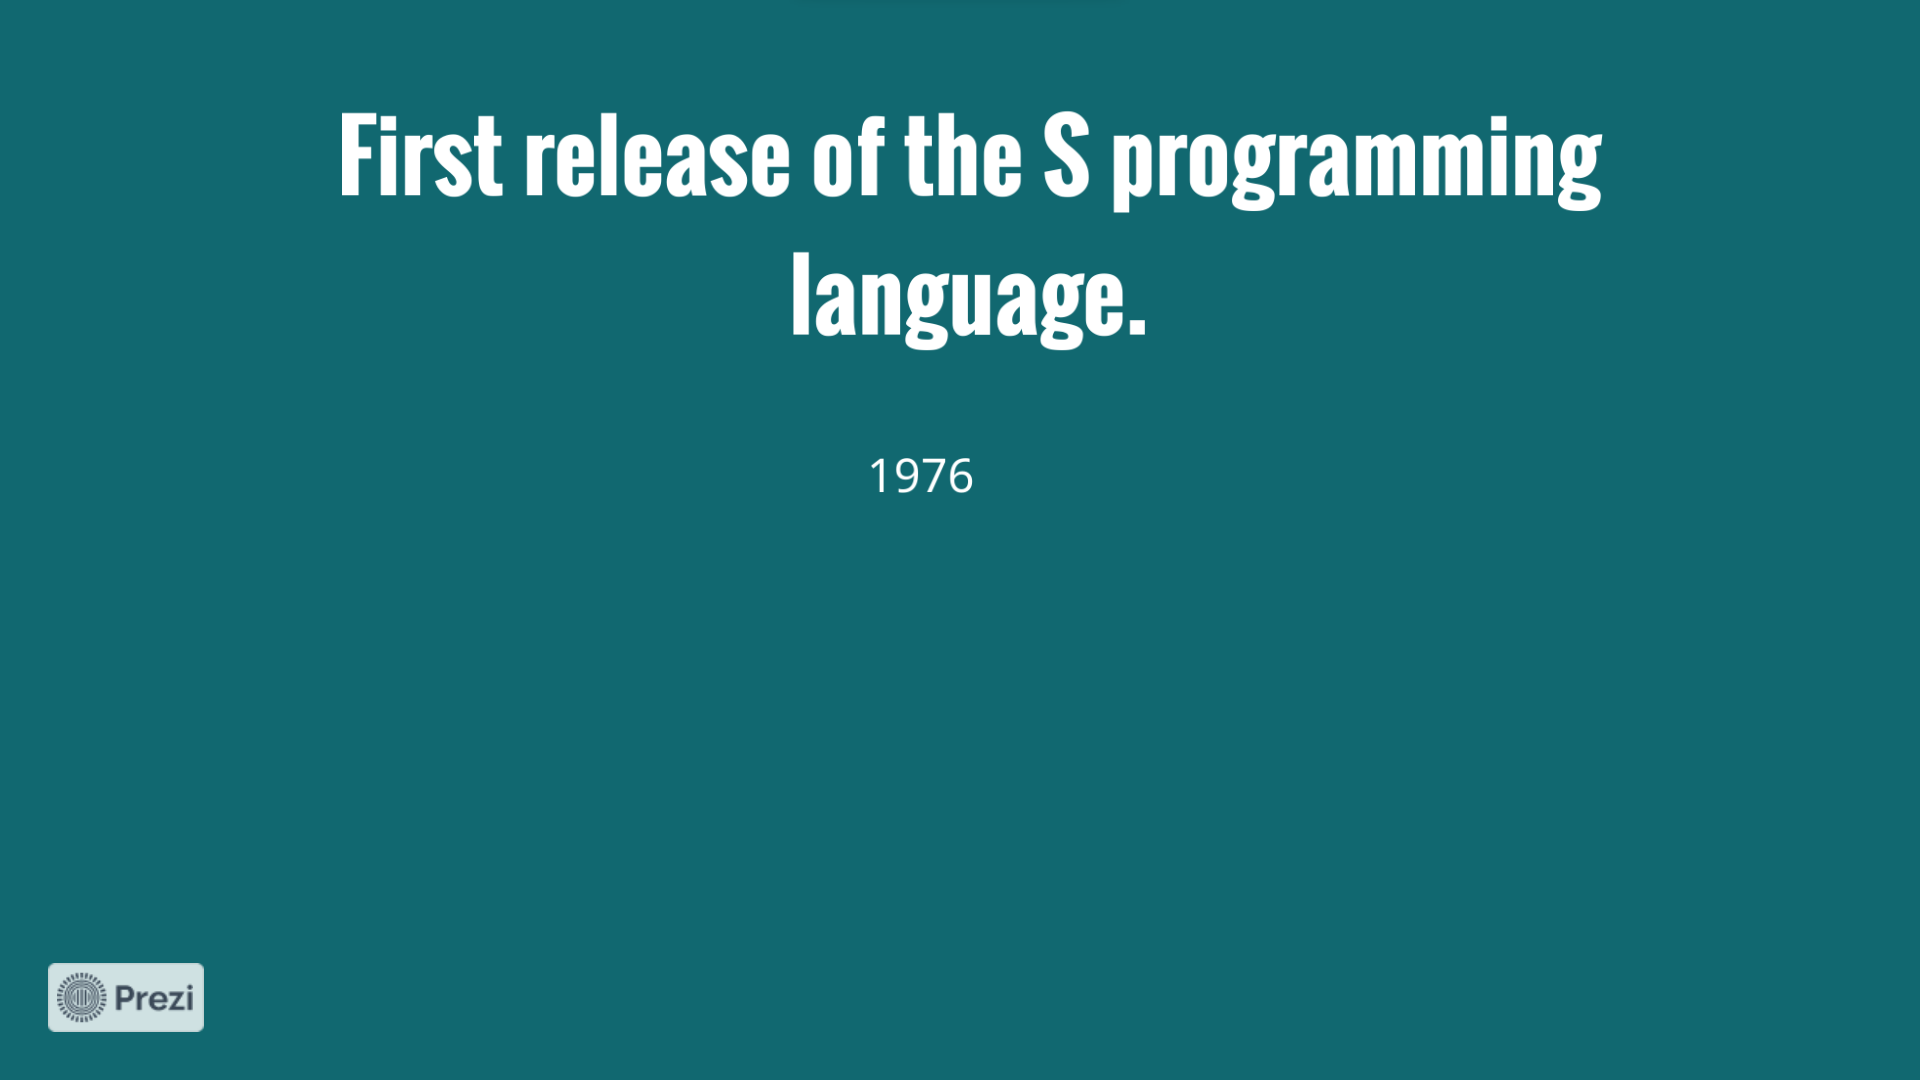 First release of the S programming
language.
1976
Prezi